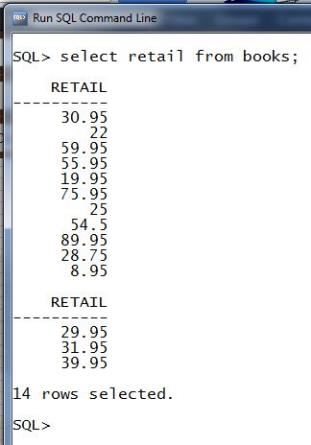 Run SQL Command Line
SQL> select retail from books;
RETAIL
----------
30.95
22
59.95
55.95
19.95
75.95
25
54.5
89.95
28.75
8.95
RETAIL
----------
29.95
31.95
39.95
14 rows selected.
SQL>